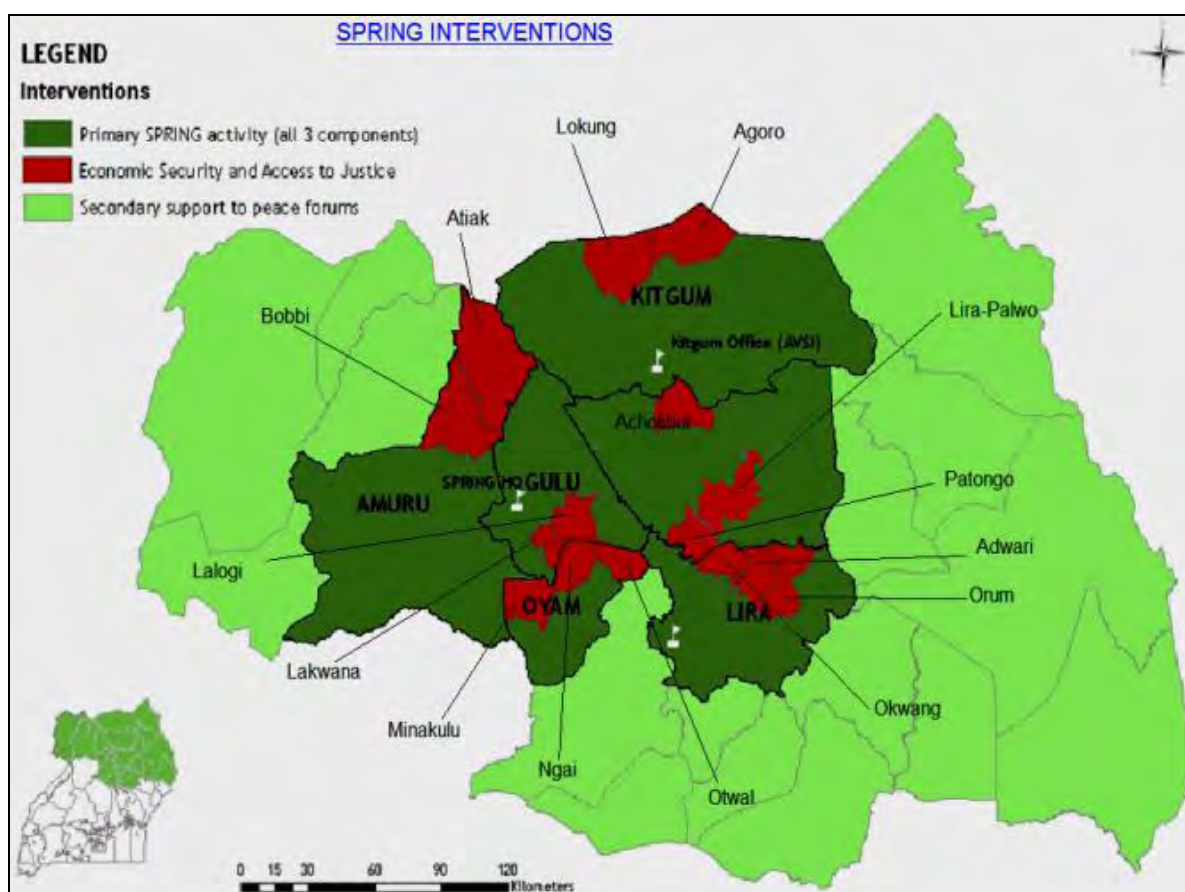 SPRING INTERVENTIONS
LEGEND
Interventions
Primary SPRING activity (all 3 components)
Economic Security and Access to Justice
Secondary support to peace forums
Lokung
Agoro
Atiak
Bobbi
KITGUM
Lira-Palwo
Kitgum Office (AVSI)
Acholibur
SPRING HQ
GULU
AMURU
Patongo
Adwari
Lalogi
Orum
OYAM
LIRA
Lakwana
Okwang
Minakulu
Ngai
Otwal
0 15 30 60 90 120
Kilometers